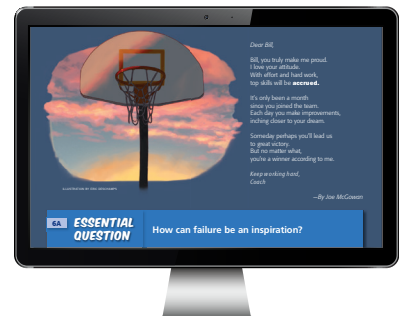 Dear Bill,
Bill, you truly make me proud.
I love your attitude.
With effort and hard work,
top skills will be accrued.
It's only been a month
since you joined the team.
Each day you make improvements,
inching closer to your dream.
Someday perhaps you'll lead us
to great victory.
But no matter what,
you're a winner according to me.
Keep working hard,
Coach
—By Joe McGowan
6A
ESSENTIAL
QUESTION
How can failure be an inspiration?